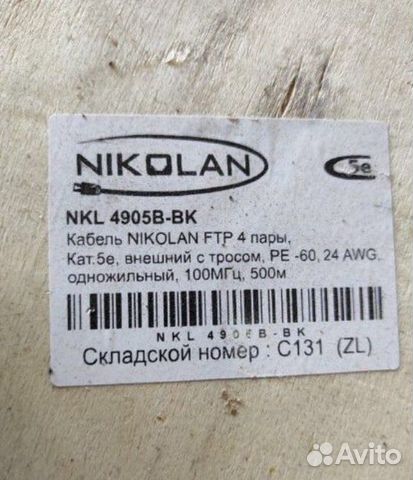 NIKOLAN
5e
NKL 4905B-BK
Кабель NIKOLAN FTP 4 пары,
Кат.5е, внешний с тросом, PE -60, 24 AWG,
одножильный, 100МГц, 500м
NKL 4905B-BK
Складской номер : C131 (ZL)
Avito